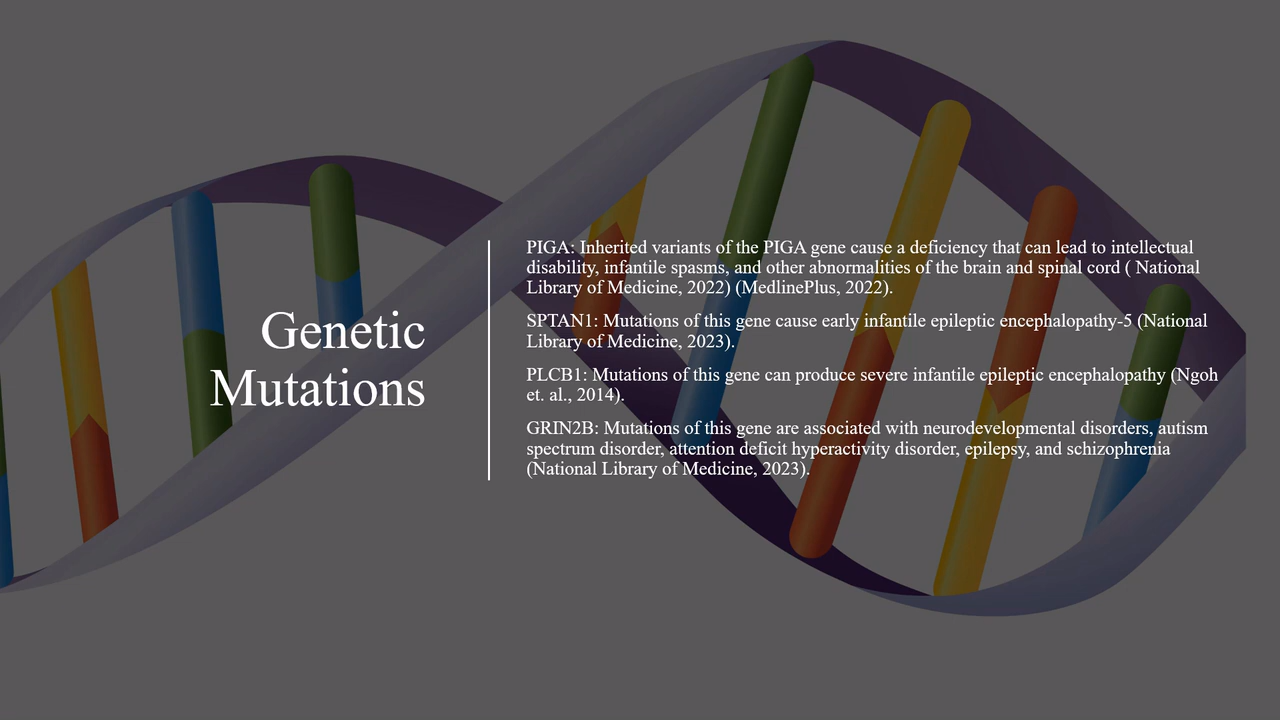 Genetic
Mutations
PIGA: Inherited variants of the PIGA gene cause a deficiency that can lead to intellectual
disability, infantile spasms, and other abnormalities of the brain and spinal cord ( National
Library of Medicine, 2022) (MedlinePlus, 2022).
SPTAN1: Mutations of this gene cause early infantile epileptic encephalopathy-5 (National
Library of Medicine, 2023).
PLCB1: Mutations of this gene can produce severe infantile epileptic encephalopathy (Ngoh
et. al., 2014).
GRIN2B: Mutations of this gene are associated with neurodevelopmental disorders, autism
spectrum disorder, attention deficit hyperactivity disorder, epilepsy, and schizophrenia
(National Library of Medicine, 2023).